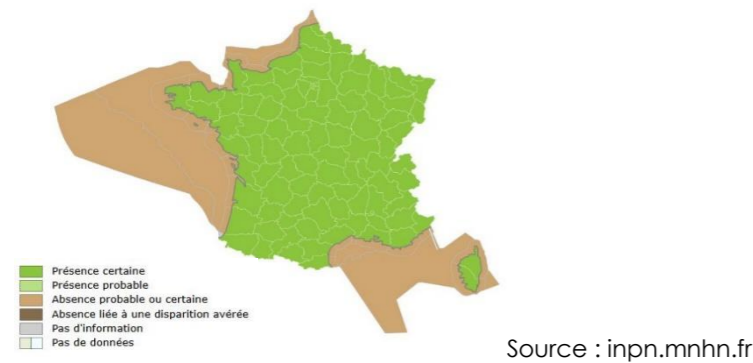 Présence certaine
Présence probable
Absence probable ou certaine
Absence liée à une disparition avérée
Pas d'information
Pas de données
Source : inpn.mnhn.fr